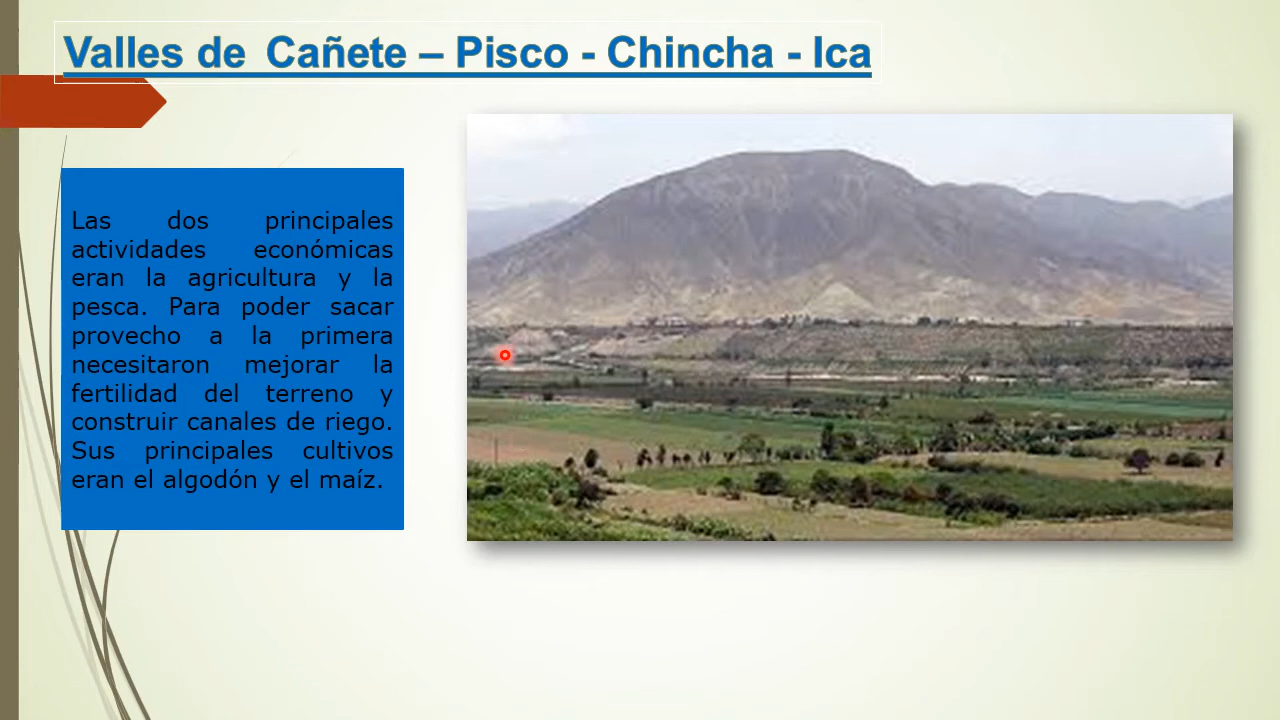 Valles de Cañete – Pisco - Chincha - Ica
Las dos principales
actividades económicas
eran la agricultura y la
pesca. Para poder sacar
provecho a la primera
necesitaron mejorar la
fertilidad del terreno y
construir canales de riego.
Sus principales cultivos
eran el algodón y el maíz.